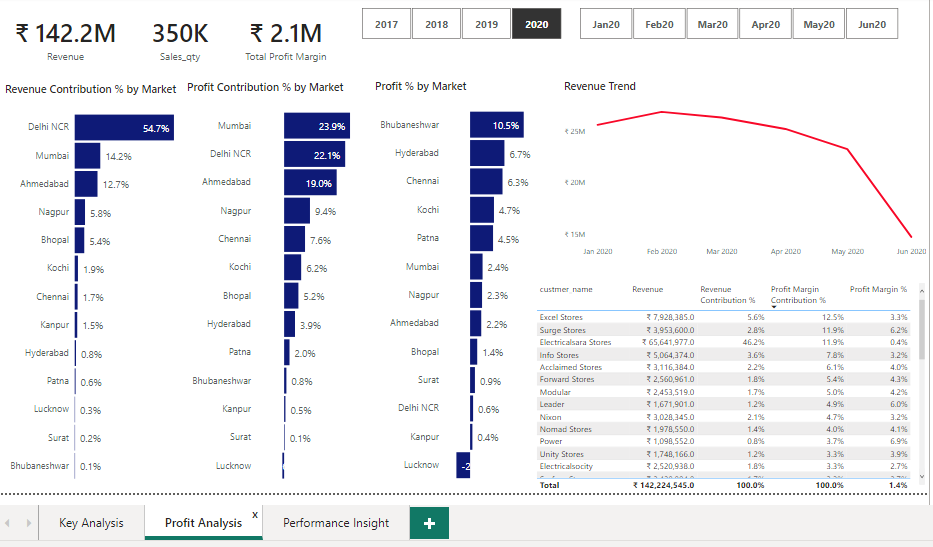 ₹ 142.2M 350K ₹ 2.1M
Revenue Sales_qty Total Profit Margin
2017 2018 2019 2020
Jan20 Feb20 Mar20 Apr20 May20 Jun20
Revenue Contribution % by Market
Delhi NCR 54.7%
Mumbai 14.2%
Ahmedabad 12.7%
Nagpur 5.8%
Bhopal 5.4%
Kochi 1.9%
Chennai 1.7%
Kanpur 1.5%
Hyderabad 0.8%
Patna 0.6%
Lucknow 0.3%
Surat 0.2%
Bhubaneshwar 0.1%
Profit Contribution % by Market
Mumbai 23.9%
Delhi NCR 22.1%
Ahmedabad 19.0%
Nagpur 9.4%
Chennai 7.6%
Kochi 6.2%
Bhopal 5.2%
Hyderabad 3.9%
Patna 2.0%
Bhubaneshwar 0.8%
Kanpur 0.5%
Surat 0.1%
Lucknow
Profit % by Market
Bhubaneshwar 10.5%
Hyderabad 6.7%
Chennai 6.3%
Kochi 4.7%
Patna 4.5%
Mumbai 2.4%
Nagpur 2.3%
Ahmedabad 2.2%
Bhopal 1.4%
Surat 0.9%
Delhi NCR 0.6%
Kanpur 0.4%
Lucknow -2
Revenue Trend
₹ 25M
₹ 20M
₹ 15M
Jan 2020 Feb 2020 Mar 2020 Apr 2020 May 2020 Jun 2020
custmer_name Revenue Revenue Profit Margin Profit Margin %
Contribution % Contribution %
Excel Stores ₹ 7,928,385.0 5.6% 12.5% 3.3%
Surge Stores ₹ 3,953,600.0 2.8% 11.9% 6.2%
Electricalsara Stores ₹ 65,641,977.0 46.2% 11.9% 0.4%
Info Stores ₹ 5,064,374.0 3.6% 7.8% 3.2%
Acclaimed Stores ₹ 3,116,384.0 2.2% 6.1% 4.0%
Forward Stores ₹ 2,560,961.0 1.8% 5.4% 4.3%
Modular ₹ 2,453,519.0 1.7% 5.0% 4.2%
Leader ₹ 1,671,901.0 1.2% 4.9% 6.0%
Nixon ₹ 3,028,345.0 2.1% 4.7% 3.2%
Nomad Stores ₹ 1,978,550.0 1.4% 4.0% 4.1%
Power ₹ 1,098,552.0 0.8% 3.7% 6.9%
Unity Stores ₹ 1,748,166.0 1.2% 3.3% 3.9%
Electricalsocity ₹ 2,520,938.0 1.8% 3.3% 2.7%
Total ₹ 142,224,545.0 100.0% 100.0% 1.4%
Key Analysis Profit Analysis x Performance Insight +